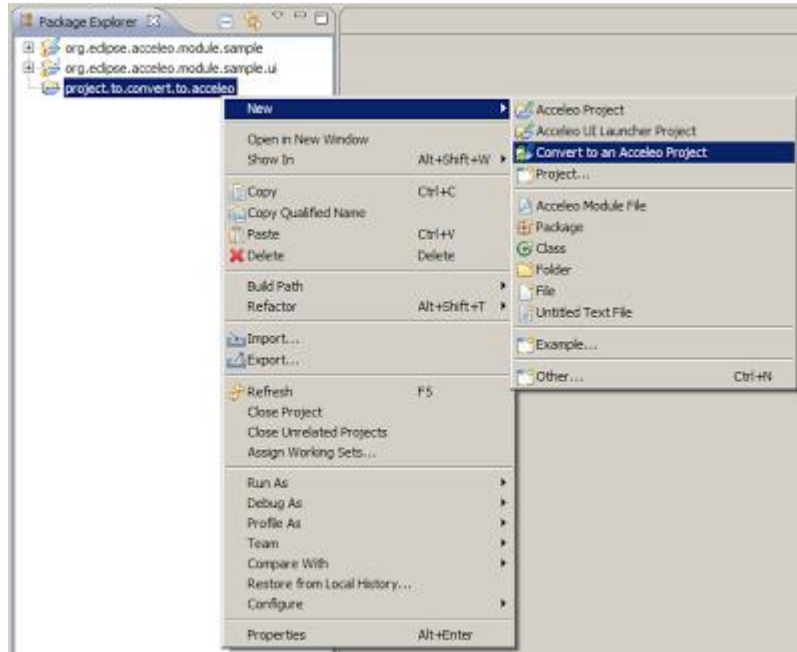 Package Explorer
org.eclipse.acceleo.module.sample
org.eclipse.acceleo.module.sample.ui
project.to.convert.to.acceleo
New
Open in New Window
Show In Alt+Shift+W
Copy Ctrl+C
Copy Qualified Name
Paste Ctrl+V
Delete Delete
Build Path
Refactor Alt+Shift+T
Import...
Export...
Refresh F5
Close Project
Close Unrelated Projects
Assign Working Sets...
Run As
Debug As
Profile As
Team
Compare With
Restore from Local History...
Configure
Properties Alt+Enter
Acceleo Project
Acceleo UI Launcher Project
Convert to an Acceleo Project
Project...
Acceleo Module File
Package
Class
Folder
File
Untitled Text File
Example...
Other... Ctrl+N